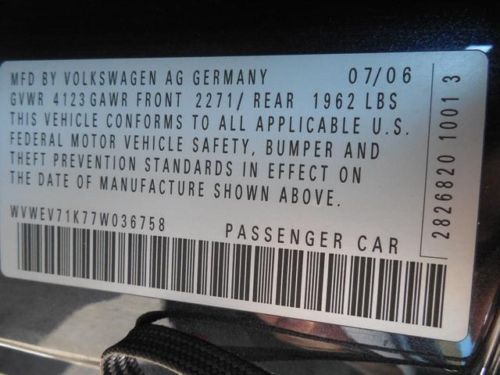 MFD BY VOLKSWAGEN AG GERMANY 07/06
GVWR 4123 GAWR FRONT 2271/ REAR 1962 LBS
THIS VEHICLE CONFORMS TO ALL APPLICABLE U.S.
FEDERAL MOTOR VEHICLE SAFETY, BUMPER AND
THEFT PREVENTION STANDARDS IN EFFECT ON
THE DATE OF MANUFACTURE SHOWN ABOVE.
WVWEV71K77W036758 PASSENGER CAR
2826820 1001 3